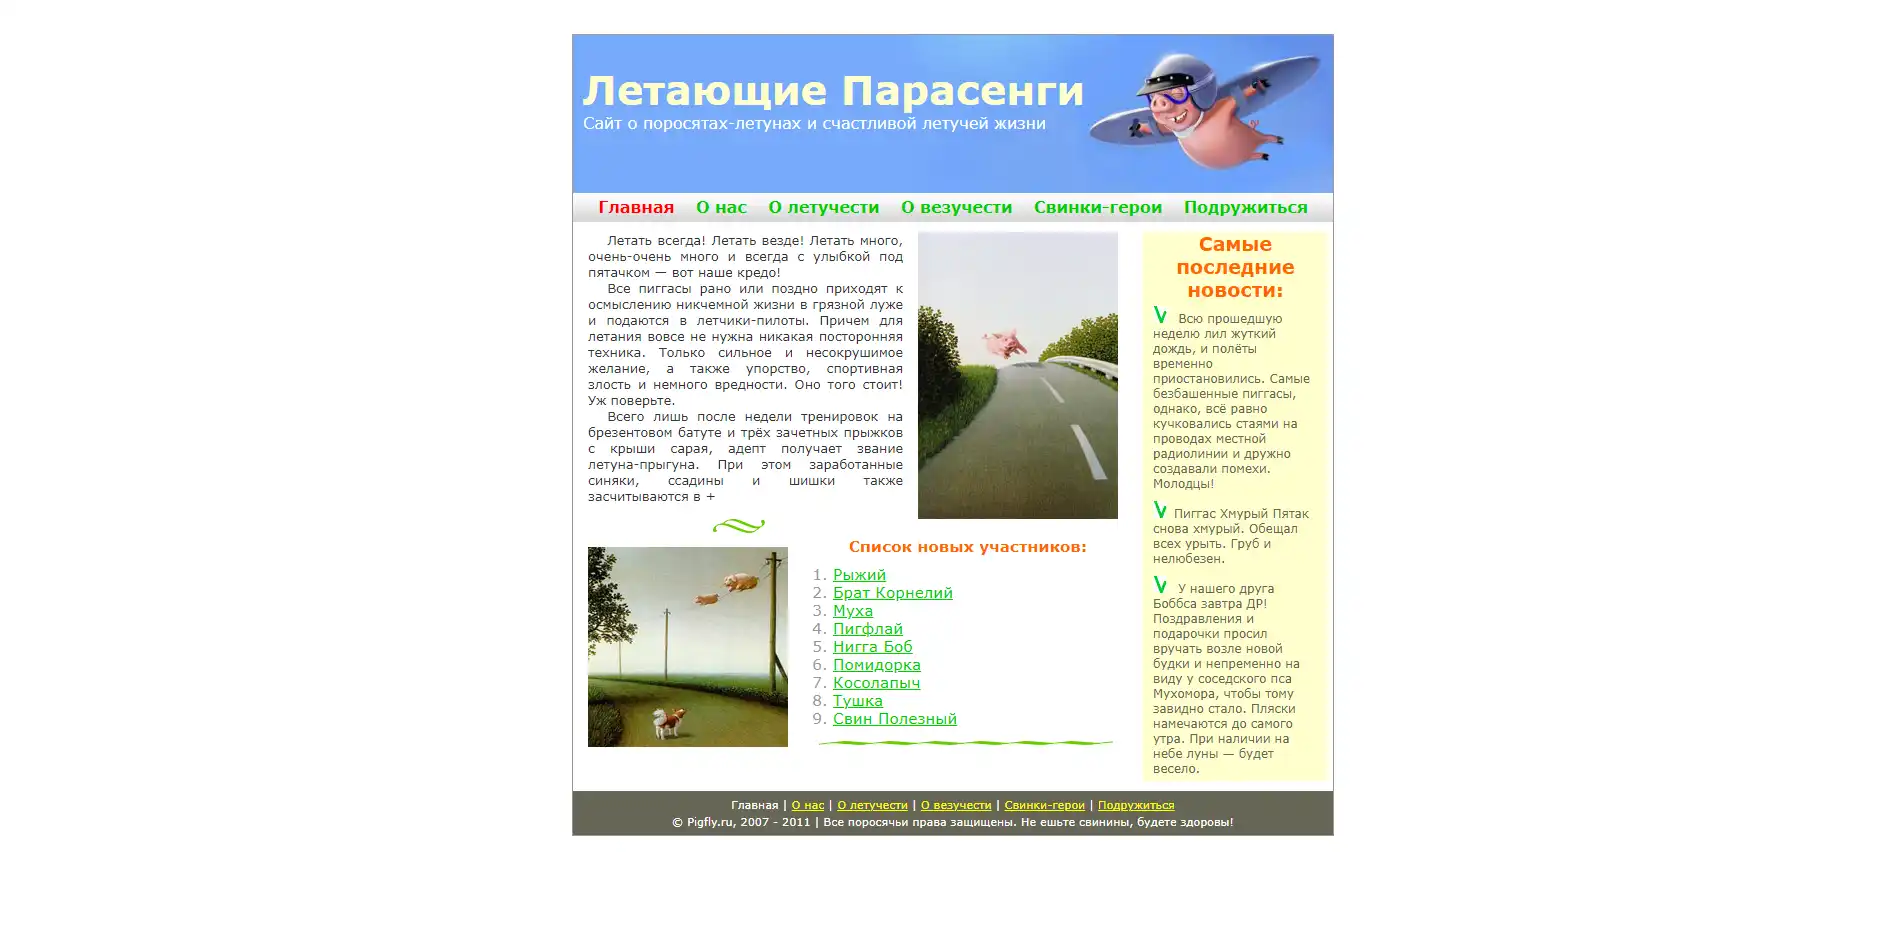 Летающие Парасенги
Сайт о поросятах-летунах и счастливой летучей жизни
Главная О нас О летучести О везучести Свинки-герои Подружиться
Летать всегда! Летать везде! Летать много,
очень-очень много и всегда с улыбкой под
пятачком — вот наше кредо!
Все пиггасы рано или поздно приходят к
осмыслению никчемной жизни в грязной луже
и подаются в летчики-пилоты. Причем для
летания вовсе не нужна никакая посторонняя
техника. Только сильное и несокрушимое
желание, а также упорство, спортивная
злость и немного вредности. Оно того стоит!
Уж поверьте.
Всего лишь после недели тренировок на
брезентовом батуте и трёх зачетных прыжков
с крыши сарая, адепт получает звание
летуна-прыгуна. При этом заработанные
синяки, ссадины и шишки также
засчитываются в +
Список новых участников:
1. Рыжий
2. Брат Корнелий
3. Муха
4. Пигфлай
5. Нигга Боб
6. Помидорка
7. Косолапыч
8. Тушка
9. Свин Полезный
Самые
последние
новости:
Всю прошедшую
неделю лил жуткий
дождь, и полёты
временно
приостановились. Самые
безбашенные пиггасы,
однако, всё равно
кучковались стаями на
проводах местной
радиолинии и дружно
создавали помехи.
Молодцы!
Пиггас Хмурый Пятак
снова хмурый. Обещал
всех урыть. Груб и
нелюбезен.
У нашего друга
Боббса завтра ДР!
Поздравления и
подарочки просил
вручать возле новой
будки и непременно на
виду у соседского пса
Мухомора, чтобы тому
завидно стало. Пляски
намечаются до самого
утра. При наличии на
небе луны — будет
весело.
Главная | О нас | О летучести | О везучести | Свинки-герои | Подружиться
© Pigfly.ru, 2007 - 2011 | Все поросячьи права защищены. Не ешьте свинины, будете здоровы!